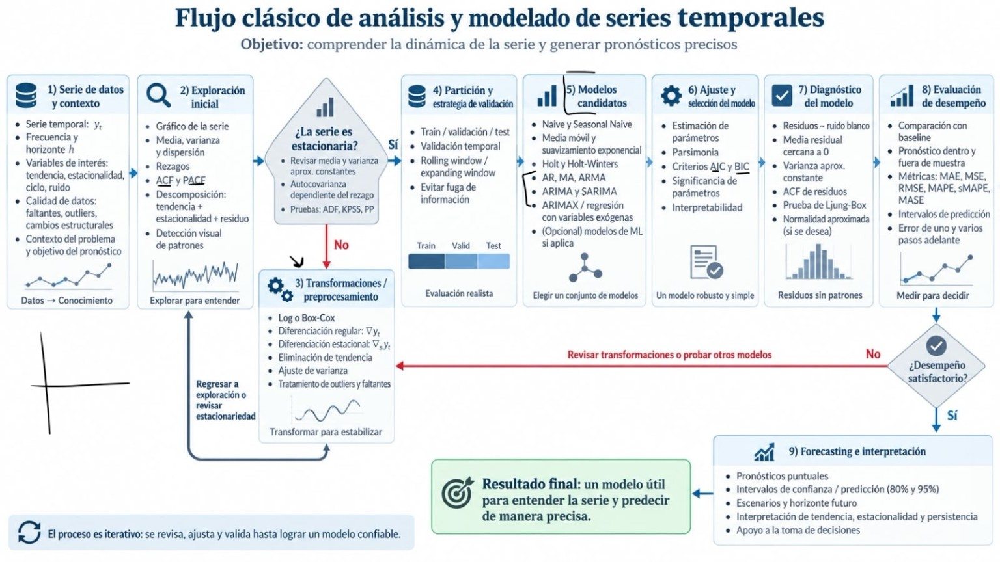 Flujo clásico de análisis y modelado de series temporales
Objetivo: comprender la dinámica de la serie y generar pronósticos precisos
1) Serie de datos
y contexto
• Serie temporal: yₜ
• Frecuencia y
horizonte h
• Variables de interés:
tendencia, estacionalidad,
ciclo, ruido
• Calidad de datos:
faltantes, outliers,
cambios estructurales
• Contexto del problema
y objetivo del pronóstico
Datos → Conocimiento
2) Exploración
inicial
• Gráfico de la serie
• Media, varianza
y dispersión
• Rezagos
• ACF y PACF
• Descomposición:
tendencia +
estacionalidad + residuo
• Detección visual
de patrones
Explorar para entender
¿La serie es
estacionaria?
• Revisar media y varianza
aprox. constantes
• Autocovarianza
dependiente del rezago
• Pruebas: ADF, KPSS, PP
Sí
No
3) Transformaciones /
preprocesamiento
• Log o Box-Cox
• Diferenciación regular: ∇yₜ
• Diferenciación estacional: ∇ₛyₜ
• Eliminación de tendencia
• Ajuste de varianza
• Tratamiento de outliers y faltantes
Transformar para estabilizar
Regresar a
exploración o
revisar
estacionariedad
4) Partición y
estrategia de validación
• Train / validación / test
• Validación temporal
• Rolling window /
expanding window
• Evitar fuga de
información
Train Valid Test
Evaluación realista
5) Modelos
candidatos
• Naive y Seasonal Naive
• Media móvil y
suavizamiento exponencial
• Holt y Holt-Winters
• AR, MA, ARMA
• ARIMA y SARIMA
• ARIMAX / regresión
con variables exógenas
• (Opcional) modelos de ML
si aplica
Elegir un conjunto de modelos
6) Ajuste y
selección del modelo
• Estimación de
parámetros
• Parsimonia
• Criterios AIC y BIC
• Significancia de
parámetros
• Interpretabilidad
Un modelo robusto y simple
7) Diagnóstico
del modelo
• Residuos ~ ruido blanco
• Media residual
cercana a 0
• Varianza aprox.
constante
• ACF de residuos
• Prueba de Ljung-Box
• Normalidad aproximada
(si se desea)
Residuos sin patrones
8) Evaluación
de desempeño
• Comparación con
baseline
• Pronóstico dentro y
fuera de muestra
• Métricas: MAE, MSE,
RMSE, MAPE, sMAPE,
MASE
• Intervalos de predicción
• Error de uno y varios
pasos adelante
Medir para decidir
¿Desempeño
satisfactorio?
No
Revisar transformaciones o probar otros modelos
Sí
9) Forecasting e interpretación
• Pronósticos puntuales
• Intervalos de confianza / predicción (80% y 95%)
• Escenarios y horizonte futuro
• Interpretación de tendencia, estacionalidad y persistencia
• Apoyo a la toma de decisiones
Resultado final: un modelo útil
para entender la serie y predecir
de manera precisa.
El proceso es iterativo: se revisa, ajusta y valida hasta lograr un modelo confiable.